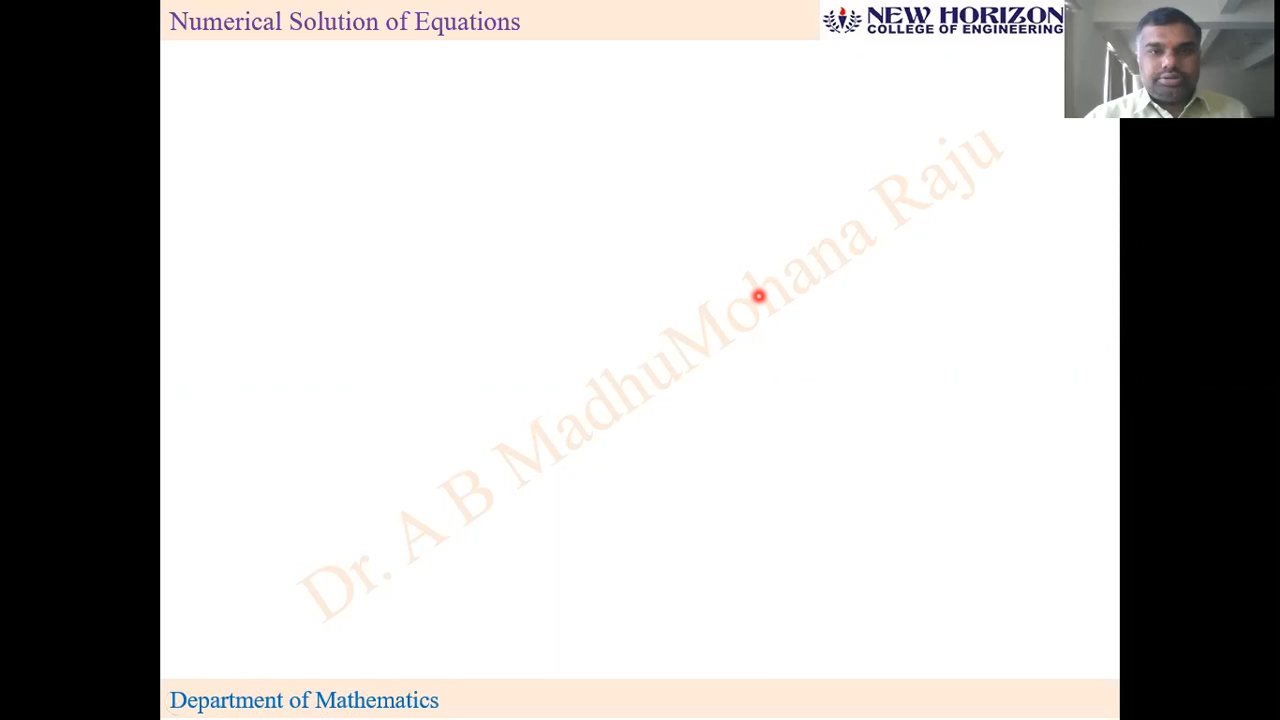 Numerical Solution of Equations
NEW HORIZON
COLLEGE OF ENGINEERING
Dr. A B MadhuMohana Raju
Department of Mathematics